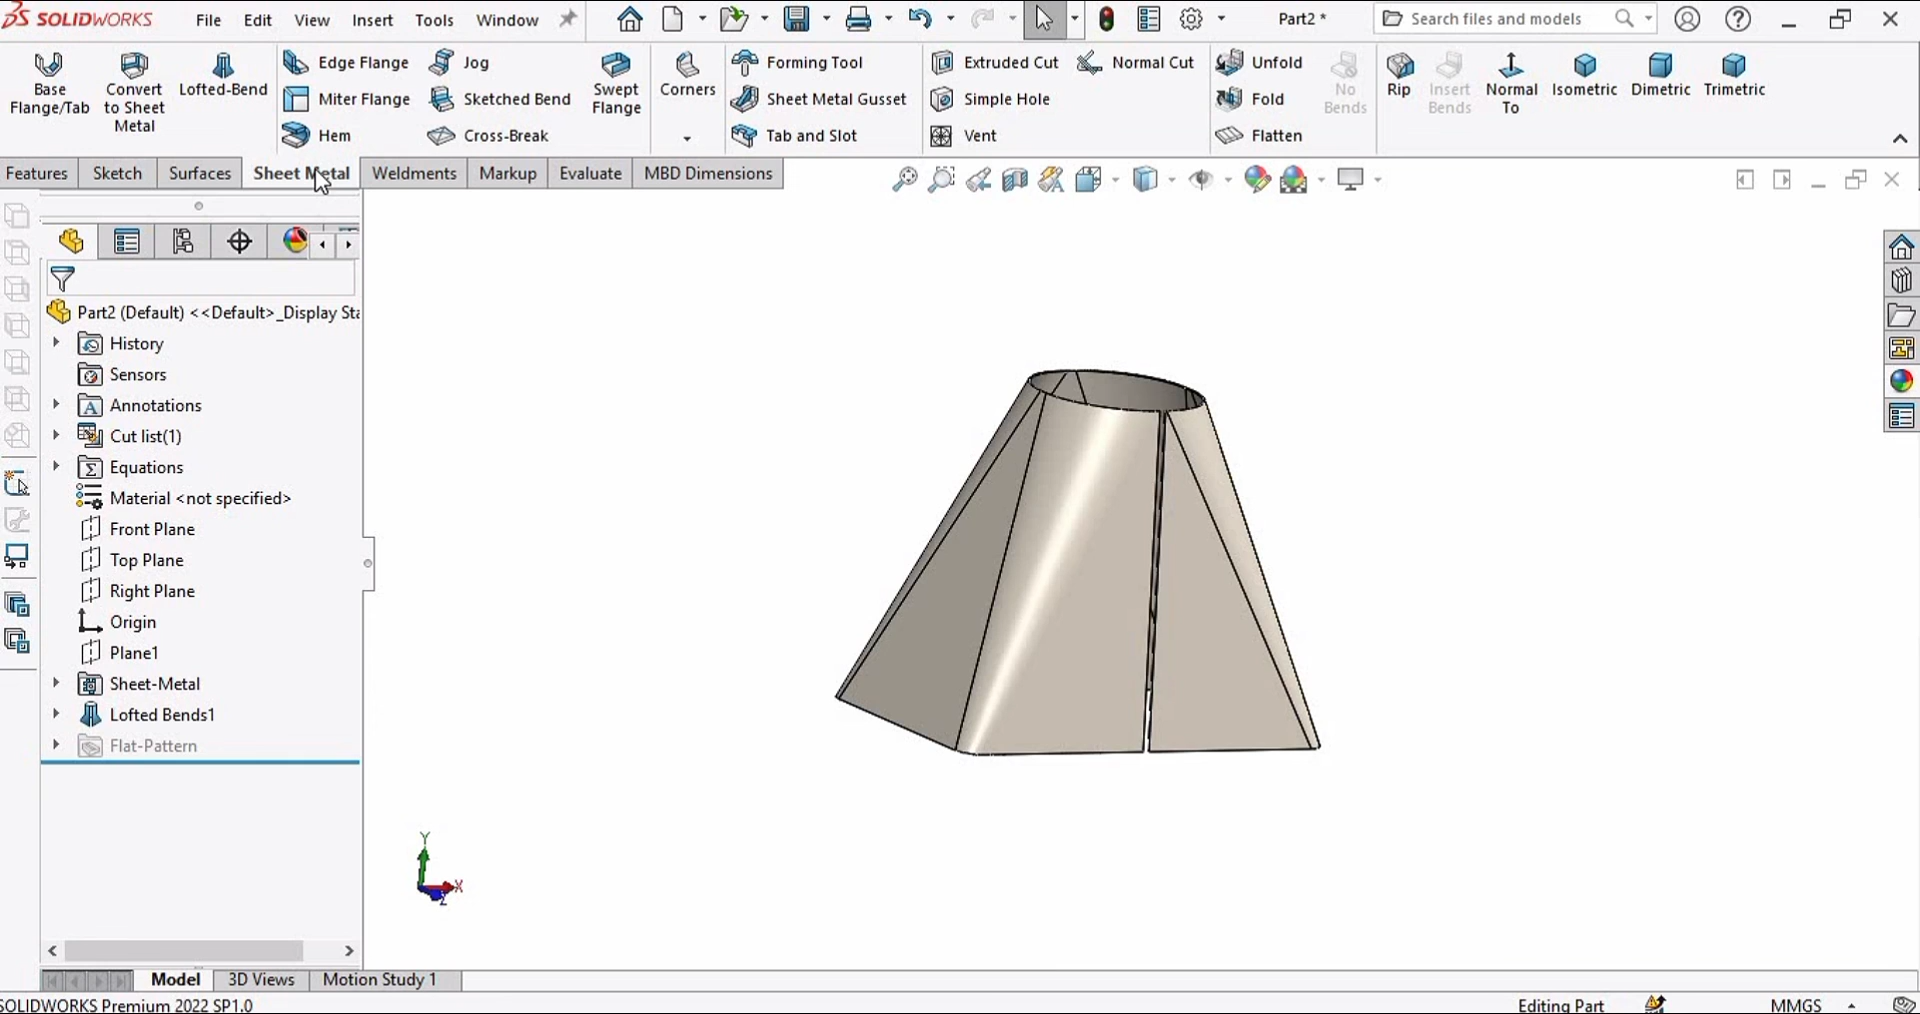 SOLIDWORKS File Edit View Insert Tools Window Part2 * Search files and models
Base Flange/Tab
Convert to Sheet Metal
Lofted-Bend
Edge Flange
Miter Flange
Hem
Jog
Sketched Bend
Cross-Break
Swept Flange
Corners
Forming Tool
Sheet Metal Gusset
Tab and Slot
Extruded Cut
Simple Hole
Vent
Normal Cut
Unfold
Fold
Flatten
No Bends
Rip
Insert Bends
Normal To
Isometric
Dimetric
Trimetric
Features Sketch Surfaces Sheet Metal Weldments Markup Evaluate MBD Dimensions
Part2 (Default) <<Default>_Display Sta
History
Sensors
Annotations
Cut list(1)
Equations
Material <not specified>
Front Plane
Top Plane
Right Plane
Origin
Plane1
Sheet-Metal
Lofted Bends1
Flat-Pattern
Y
X
Z
Model 3D Views Motion Study 1
SOLIDWORKS Premium 2022 SP1.0 Editing Part MMGS